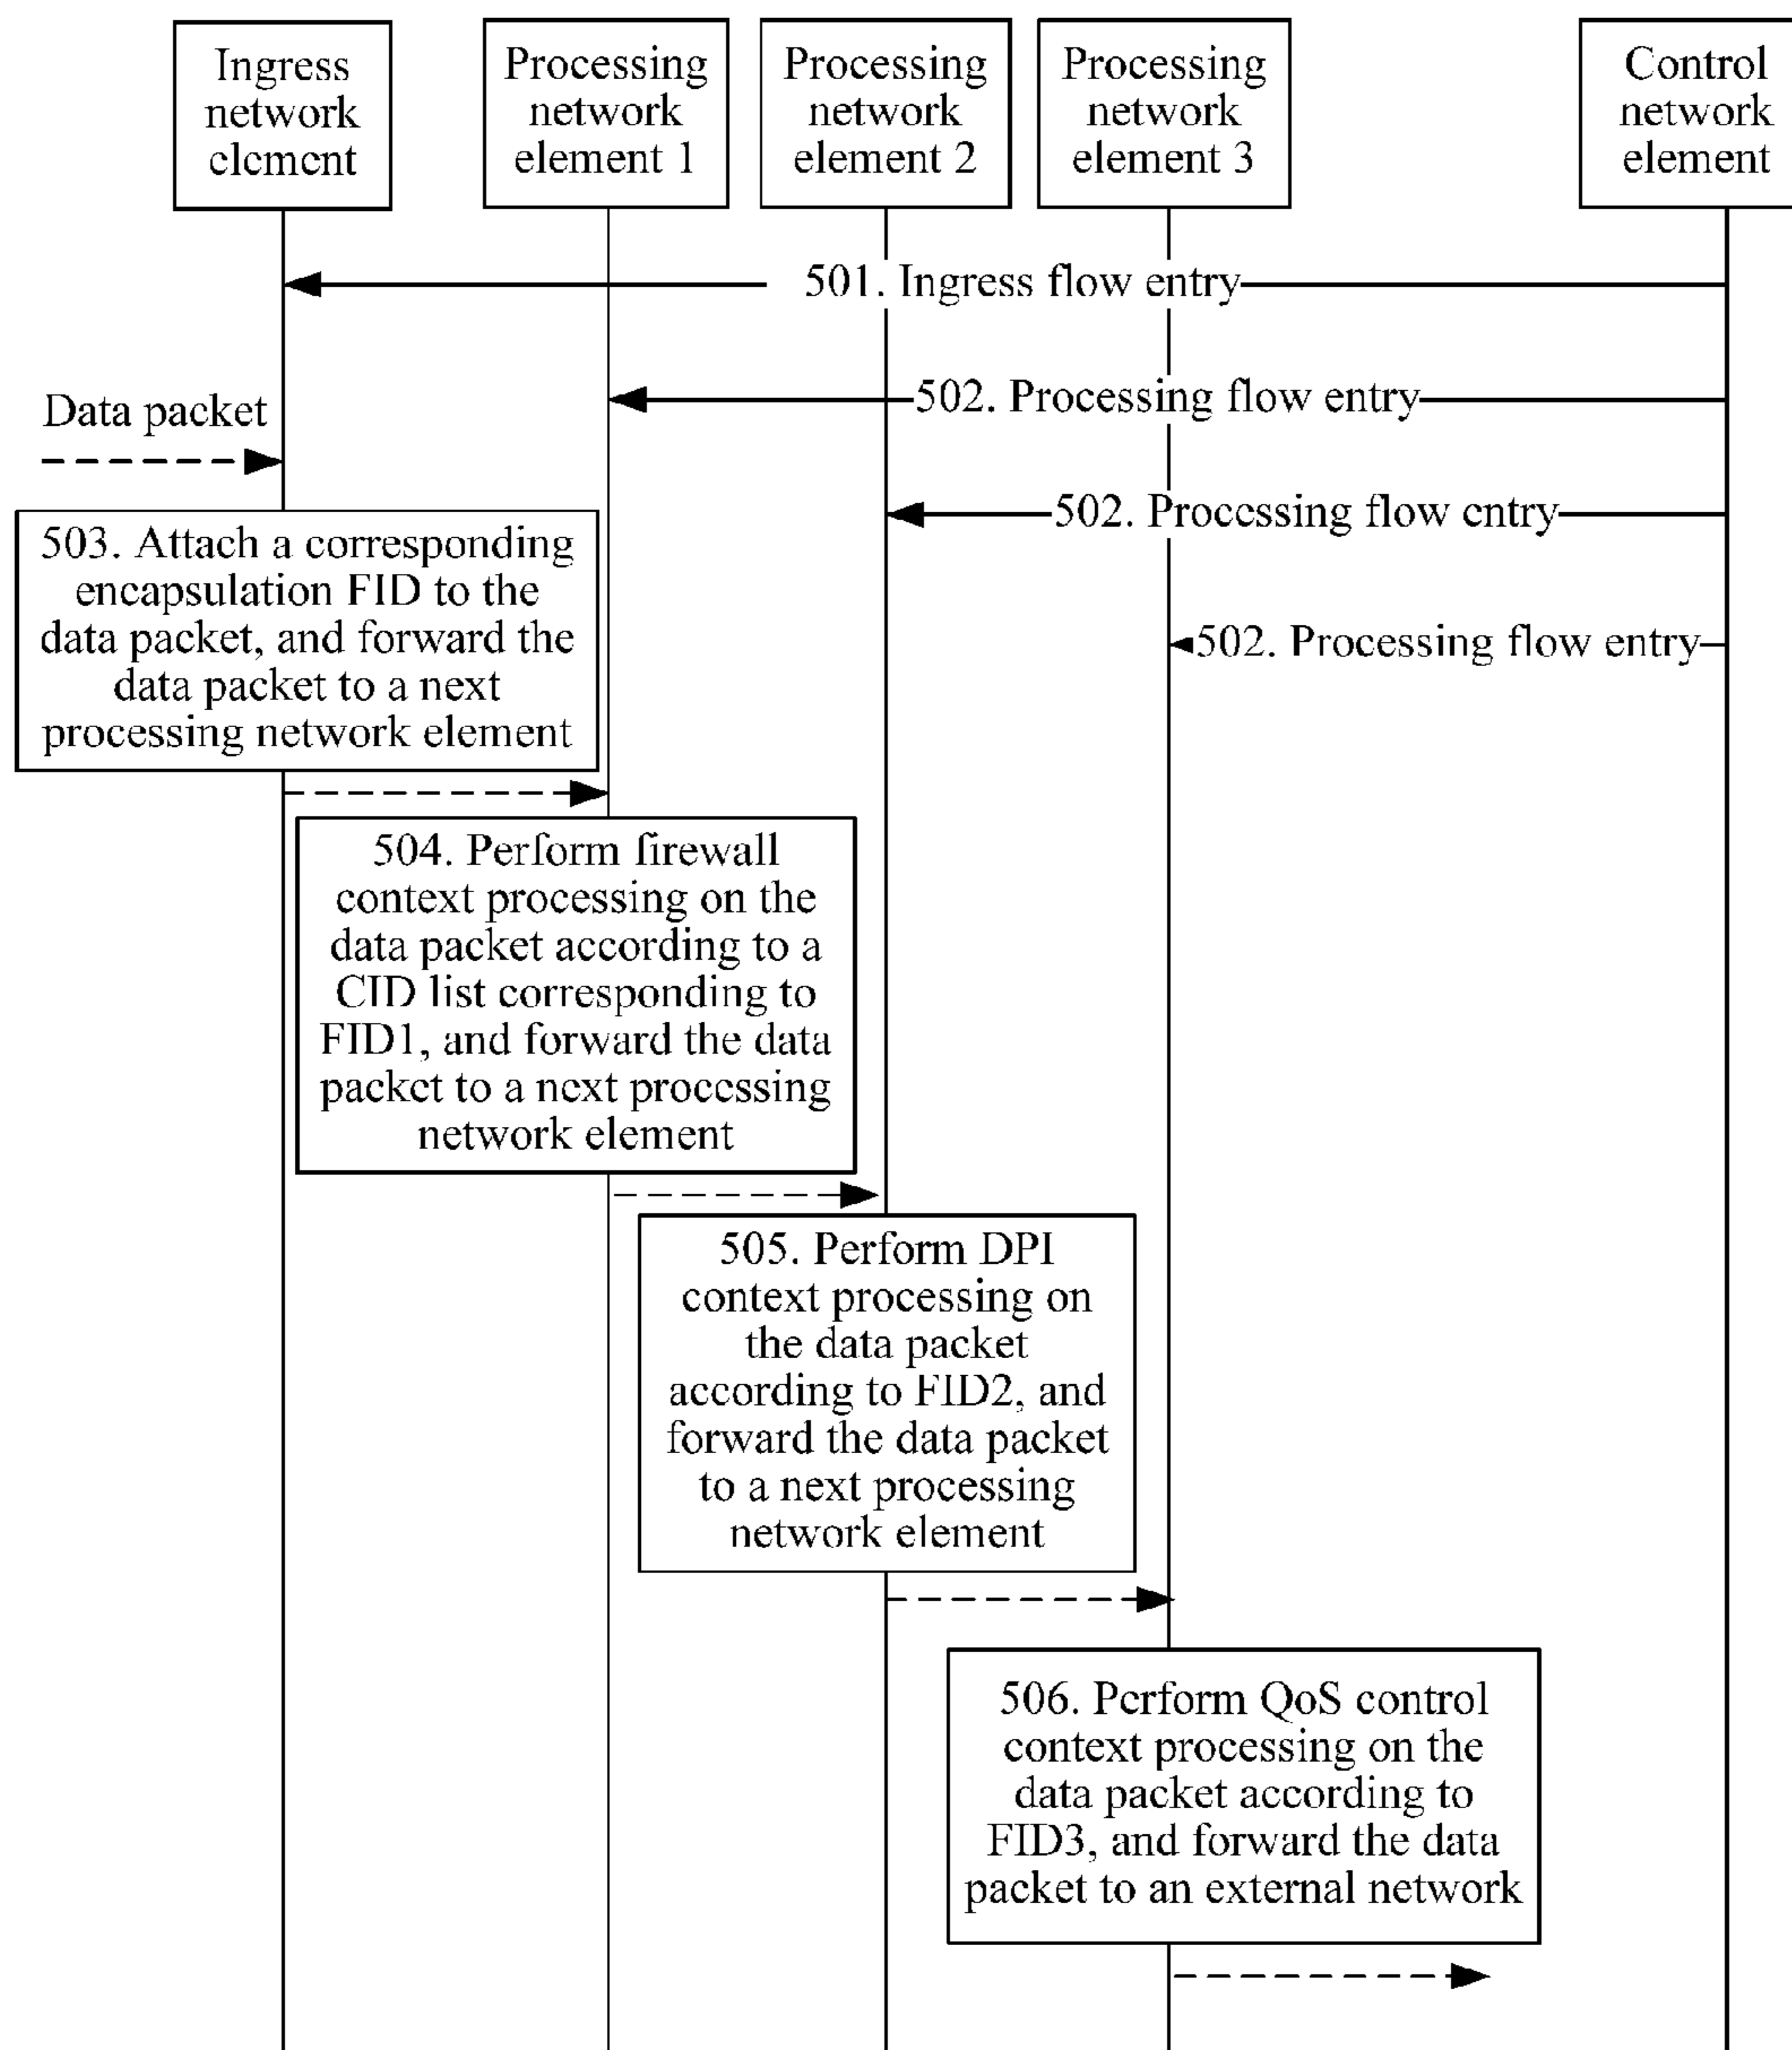 Ingress
network
element
Processing
network
element 1
Processing
network
element 2
Processing
network
element 3
Control
network
element
501. Ingress flow entry
502. Processing flow entry
Data packet
502. Processing flow entry
503. Attach a corresponding
encapsulation FID to the
data packet, and forward the
data packet to a next
processing network element
502. Processing flow entry
504. Perform firewall
context processing on the
data packet according to a
CID list corresponding to
FID1, and forward the data
packet to a next processing
network element
505. Perform DPI
context processing on
the data packet
according to FID2, and
forward the data packet
to a next processing
network element
506. Perform QoS control
context processing on the
data packet according to
FID3, and forward the data
packet to an external network